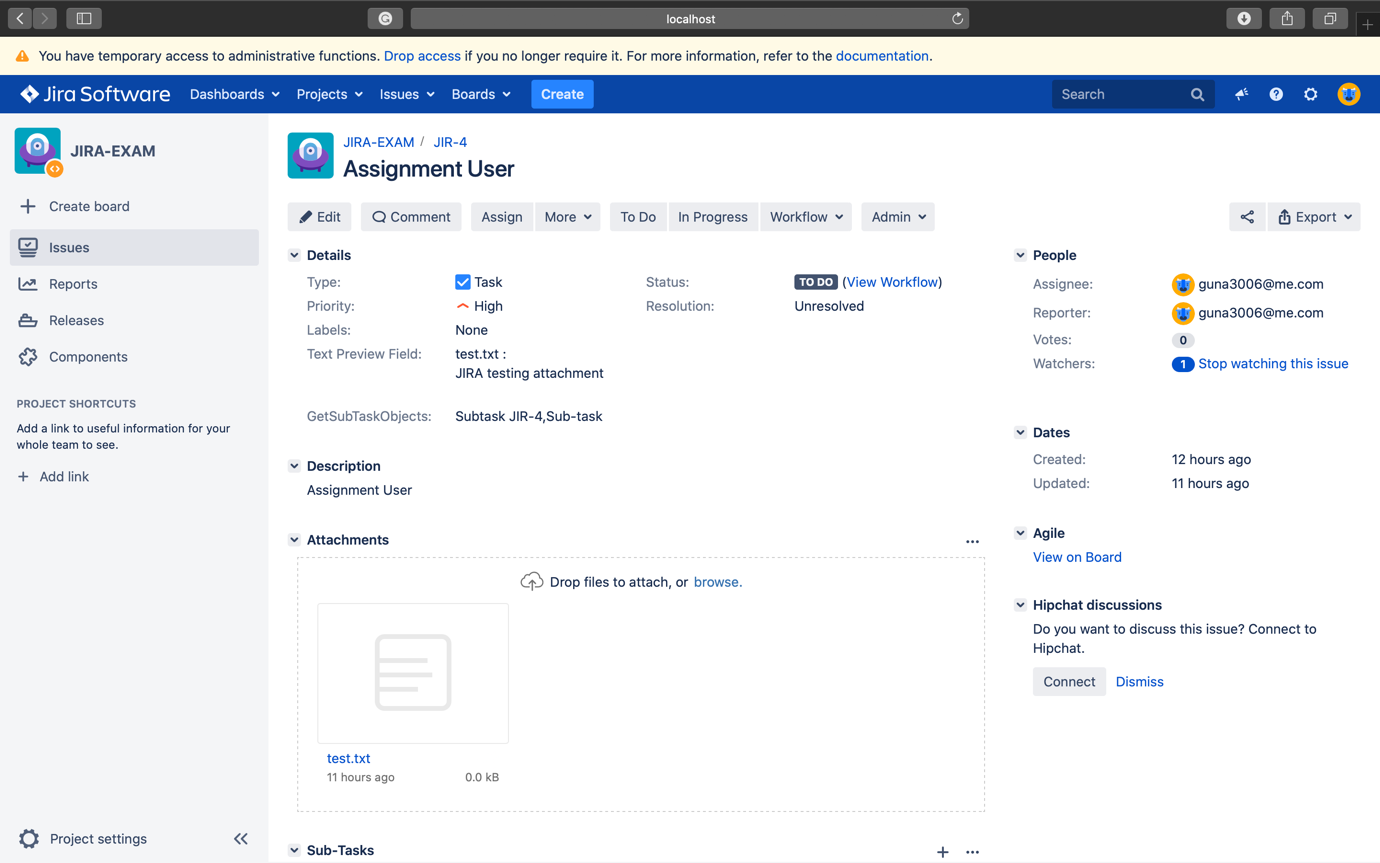 localhost
You have temporary access to administrative functions. Drop access if you no longer require it. For more information, refer to the documentation.
Jira Software Dashboards Projects Issues Boards Create Search
JIRA-EXAM
Create board
Issues
Reports
Releases
Components
PROJECT SHORTCUTS
Add a link to useful information for your
whole team to see.
Add link
Project settings
JIRA-EXAM / JIR-4
Assignment User
Edit Comment Assign More To Do In Progress Workflow Admin Export
Details
Type: Task
Status: TO DO (View Workflow)
Priority: High
Resolution: Unresolved
Labels: None
Text Preview Field: test.txt :
JIRA testing attachment
GetSubTaskObjects: Subtask JIR-4,Sub-task
Description
Assignment User
Attachments
Drop files to attach, or browse.
test.txt
11 hours ago 0.0 kB
Sub-Tasks
People
Assignee: guna3006@me.com
Reporter: guna3006@me.com
Votes: 0
Watchers: 1 Stop watching this issue
Dates
Created: 12 hours ago
Updated: 11 hours ago
Agile
View on Board
Hipchat discussions
Do you want to discuss this issue? Connect to
Hipchat.
Connect Dismiss